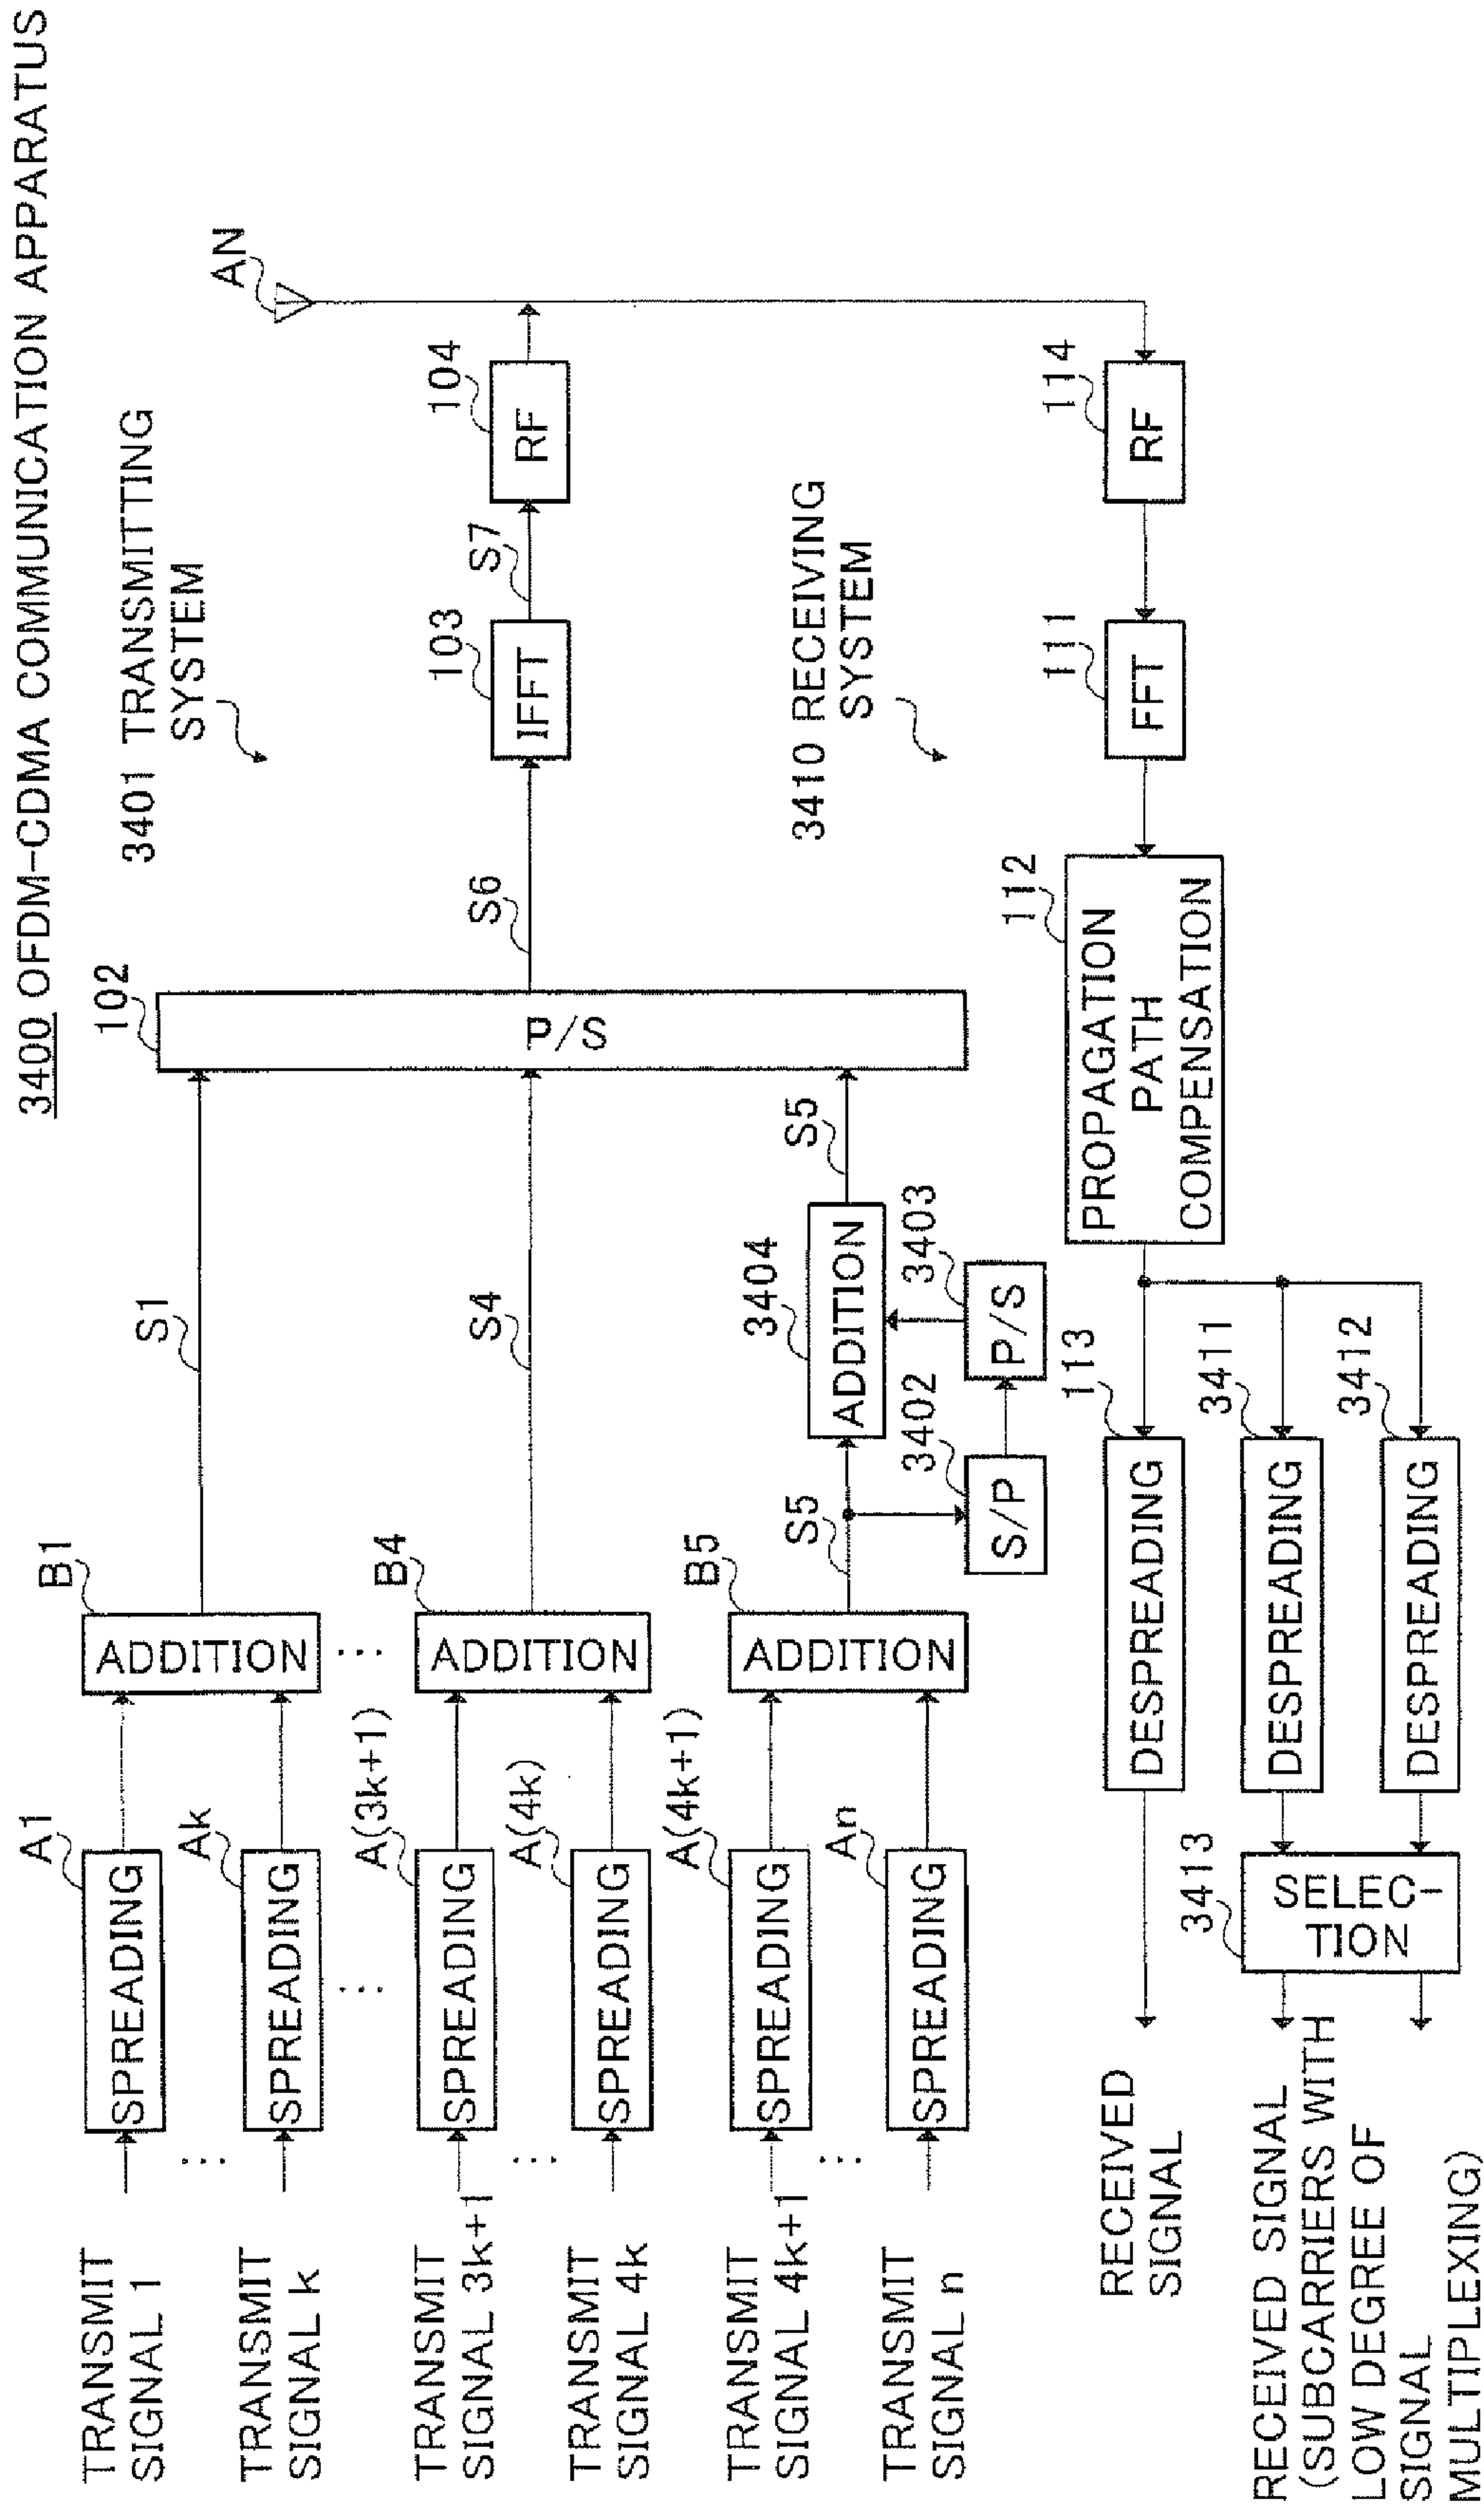 3400 OFDM-CDMA COMMUNICATION APPARATUS
3401 TRANSMITTING
SYSTEM
AN
TRANSMIT
SIGNAL 1
SPREADING
A1
ADDITION
B1
S1
102
P/S
S6
103
IFFT
S7
104
RF
...
TRANSMIT
SIGNAL k
SPREADING
Ak
...
...
TRANSMIT
SIGNAL 3k+1
SPREADING
A(3k+1)
ADDITION
B4
S4
...
TRANSMIT
SIGNAL 4k
SPREADING
A(4k)
TRANSMIT
SIGNAL 4k+1
SPREADING
A(4k+1)
ADDITION
B5
S5
3404
ADDITION
S5
...
TRANSMIT
SIGNAL n
SPREADING
An
3402
S/P
3403
P/S
3410 RECEIVING
SYSTEM
RECEIVED
SIGNAL
DESPREADING
113
PROPAGATION
PATH
COMPENSATION
112
FFT
111
RF
114
RECEIVED SIGNAL
(SUBCARRIERS WITH
LOW DEGREE OF
SIGNAL
MULTIPLEXING)
3413
SELEC-
TION
DESPREADING
3411
DESPREADING
3412